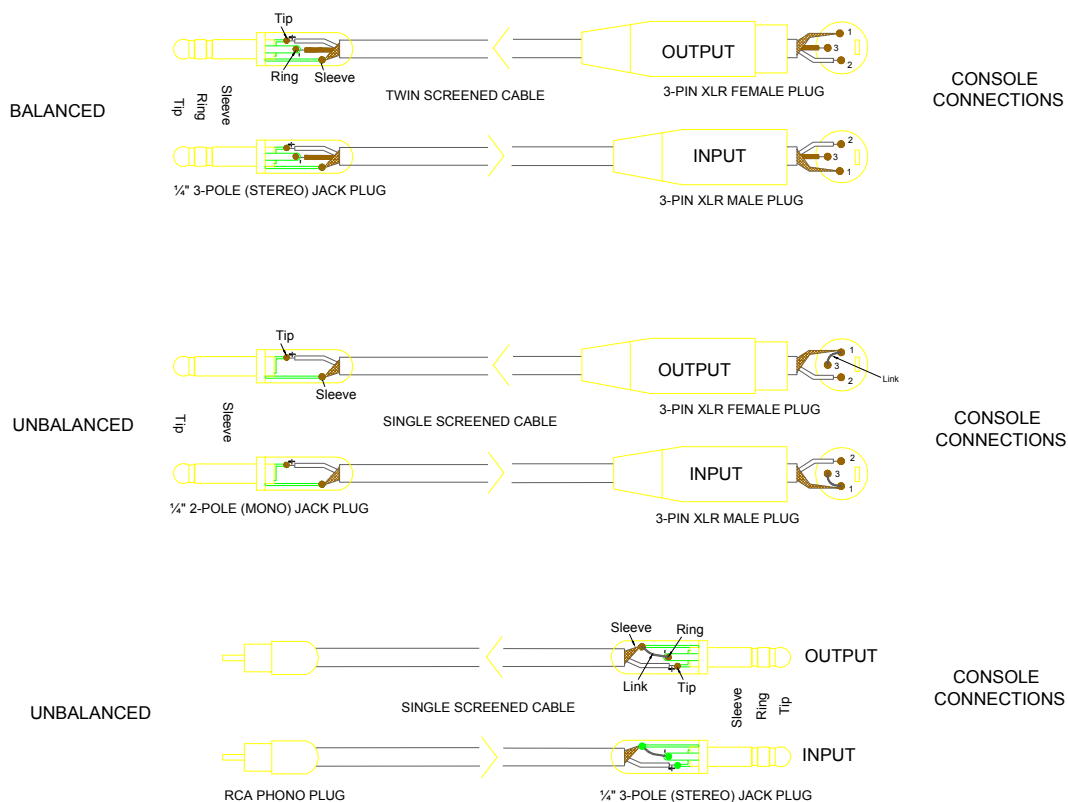 Tip
1
OUTPUT
3
Ring
Sleeve
2
TWIN SCREENED CABLE
3-PIN XLR FEMALE PLUG
CONSOLE
CONNECTIONS
BALANCED
Tip
Ring
Sleeve
+
-
2
INPUT
3
1
¼" 3-POLE (STEREO) JACK PLUG
3-PIN XLR MALE PLUG
Tip
+
1
OUTPUT
3
2
Link
Sleeve
3-PIN XLR FEMALE PLUG
UNBALANCED
Tip
Sleeve
SINGLE SCREENED CABLE
CONSOLE
CONNECTIONS
+
2
INPUT
3
1
¼" 2-POLE (MONO) JACK PLUG
3-PIN XLR MALE PLUG
Sleeve
Ring
OUTPUT
Link
Tip
CONSOLE
CONNECTIONS
UNBALANCED
SINGLE SCREENED CABLE
Sleeve
Ring
Tip
INPUT
RCA PHONO PLUG
¼" 3-POLE (STEREO) JACK PLUG